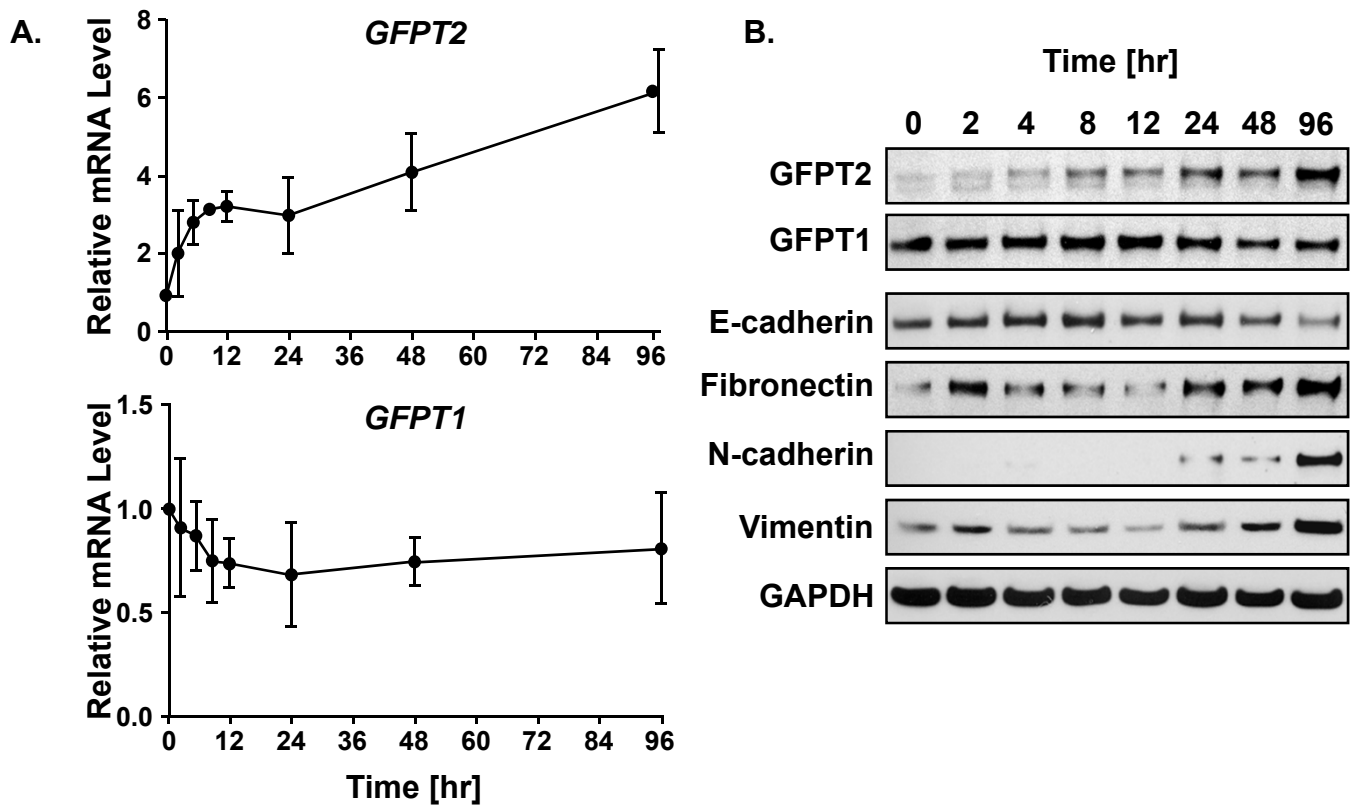 A.
GFPT2
Relative mRNA Level
8
6
4
2
0
0 12 24 36 48 60 72 84 96
GFPT1
Relative mRNA Level
1.5
1.0
0.5
0.0
0 12 24 36 48 60 72 84 96
Time [hr]
B.
Time [hr]
0 2 4 8 12 24 48 96
GFPT2
GFPT1
E-cadherin
Fibronectin
N-cadherin
Vimentin
GAPDH